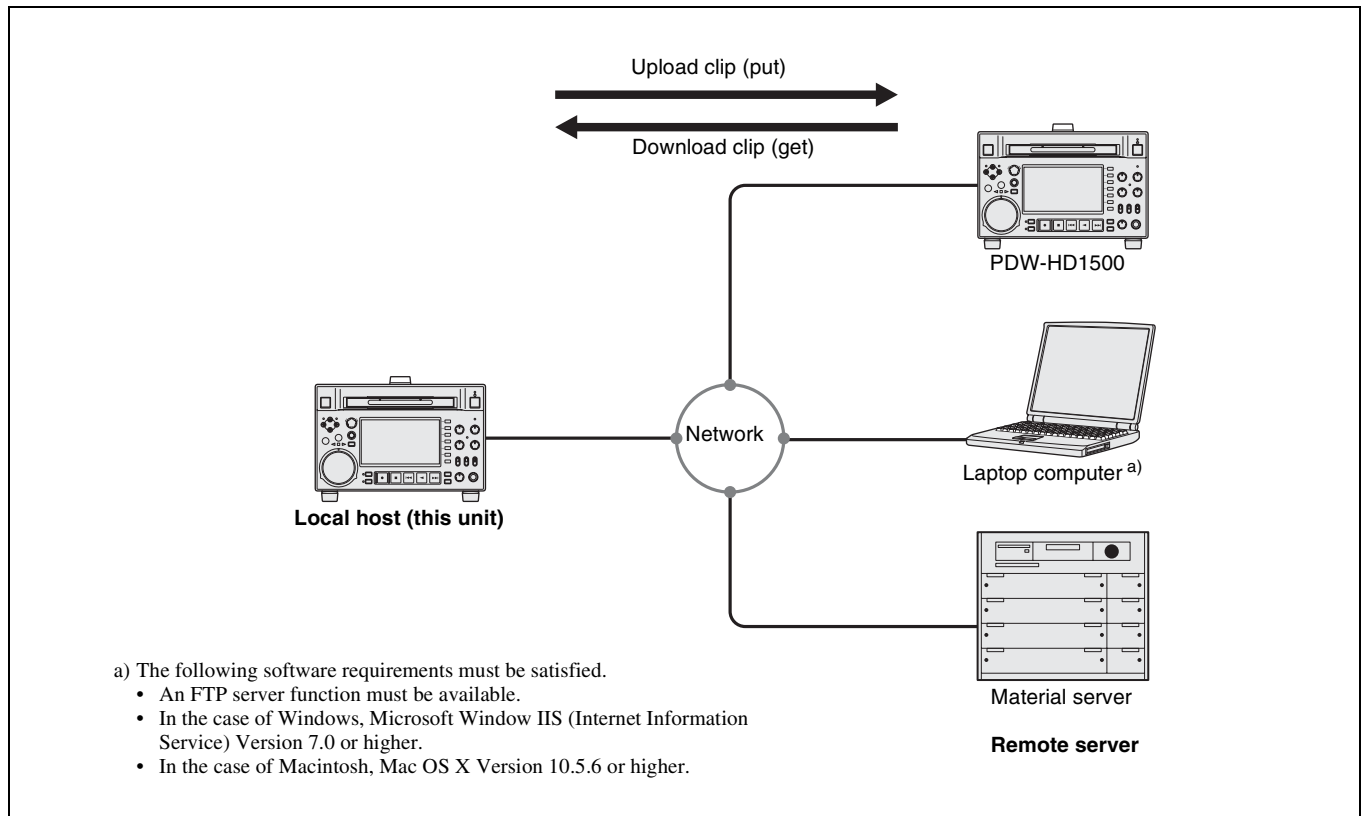 Upload clip (put)
Download clip (get)
PDW-HD1500
Network
Laptop computer a)
Local host (this unit)
Material server
Remote server
a) The following software requirements must be satisfied.
• An FTP server function must be available.
• In the case of Windows, Microsoft Window IIS (Internet Information
Service) Version 7.0 or higher.
• In the case of Macintosh, Mac OS X Version 10.5.6 or higher.